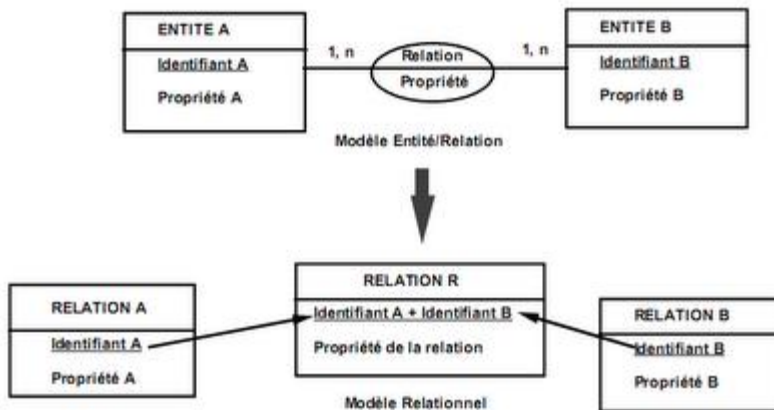 ENTITE A
Identifiant A
Propriété A
1, n
Relation
Propriété
1, n
ENTITE B
Identifiant B
Propriété B
Modèle Entité/Relation
RELATION A
Identifiant A
Propriété A
RELATION R
Identifiant A + Identifiant B
Propriété de la relation
RELATION B
Identifiant B
Propriété B
Modèle Relationnel